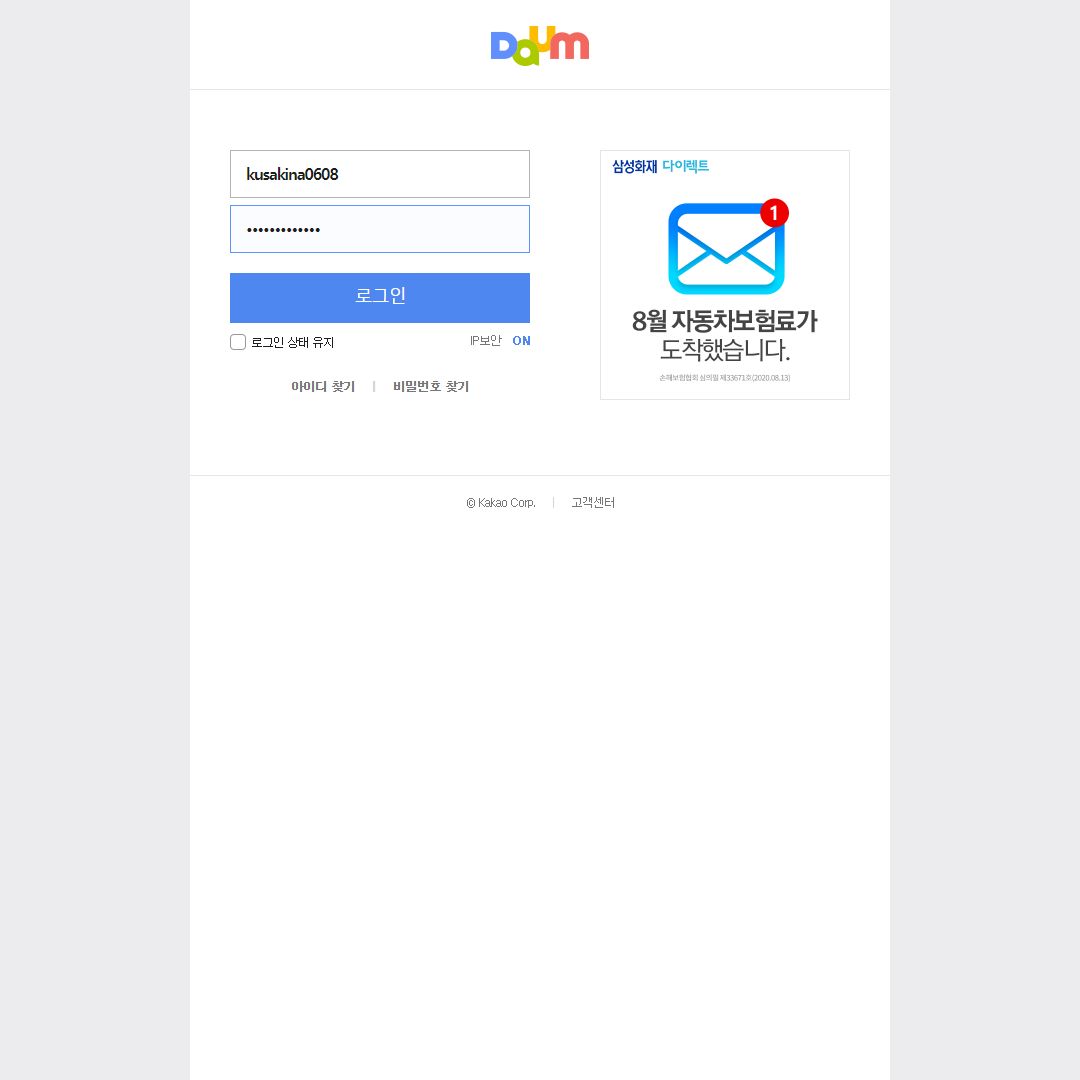 Daum
kusakina0608
•••••••••••••
로그인
로그인 상태 유지
IP보안 ON
아이디 찾기 | 비밀번호 찾기
삼성화재 다이렉트
1
8월 자동차보험료가
도착했습니다.
손해보험협회 심의필 제33671호(2020.08.13)
© Kakao Corp. | 고객센터